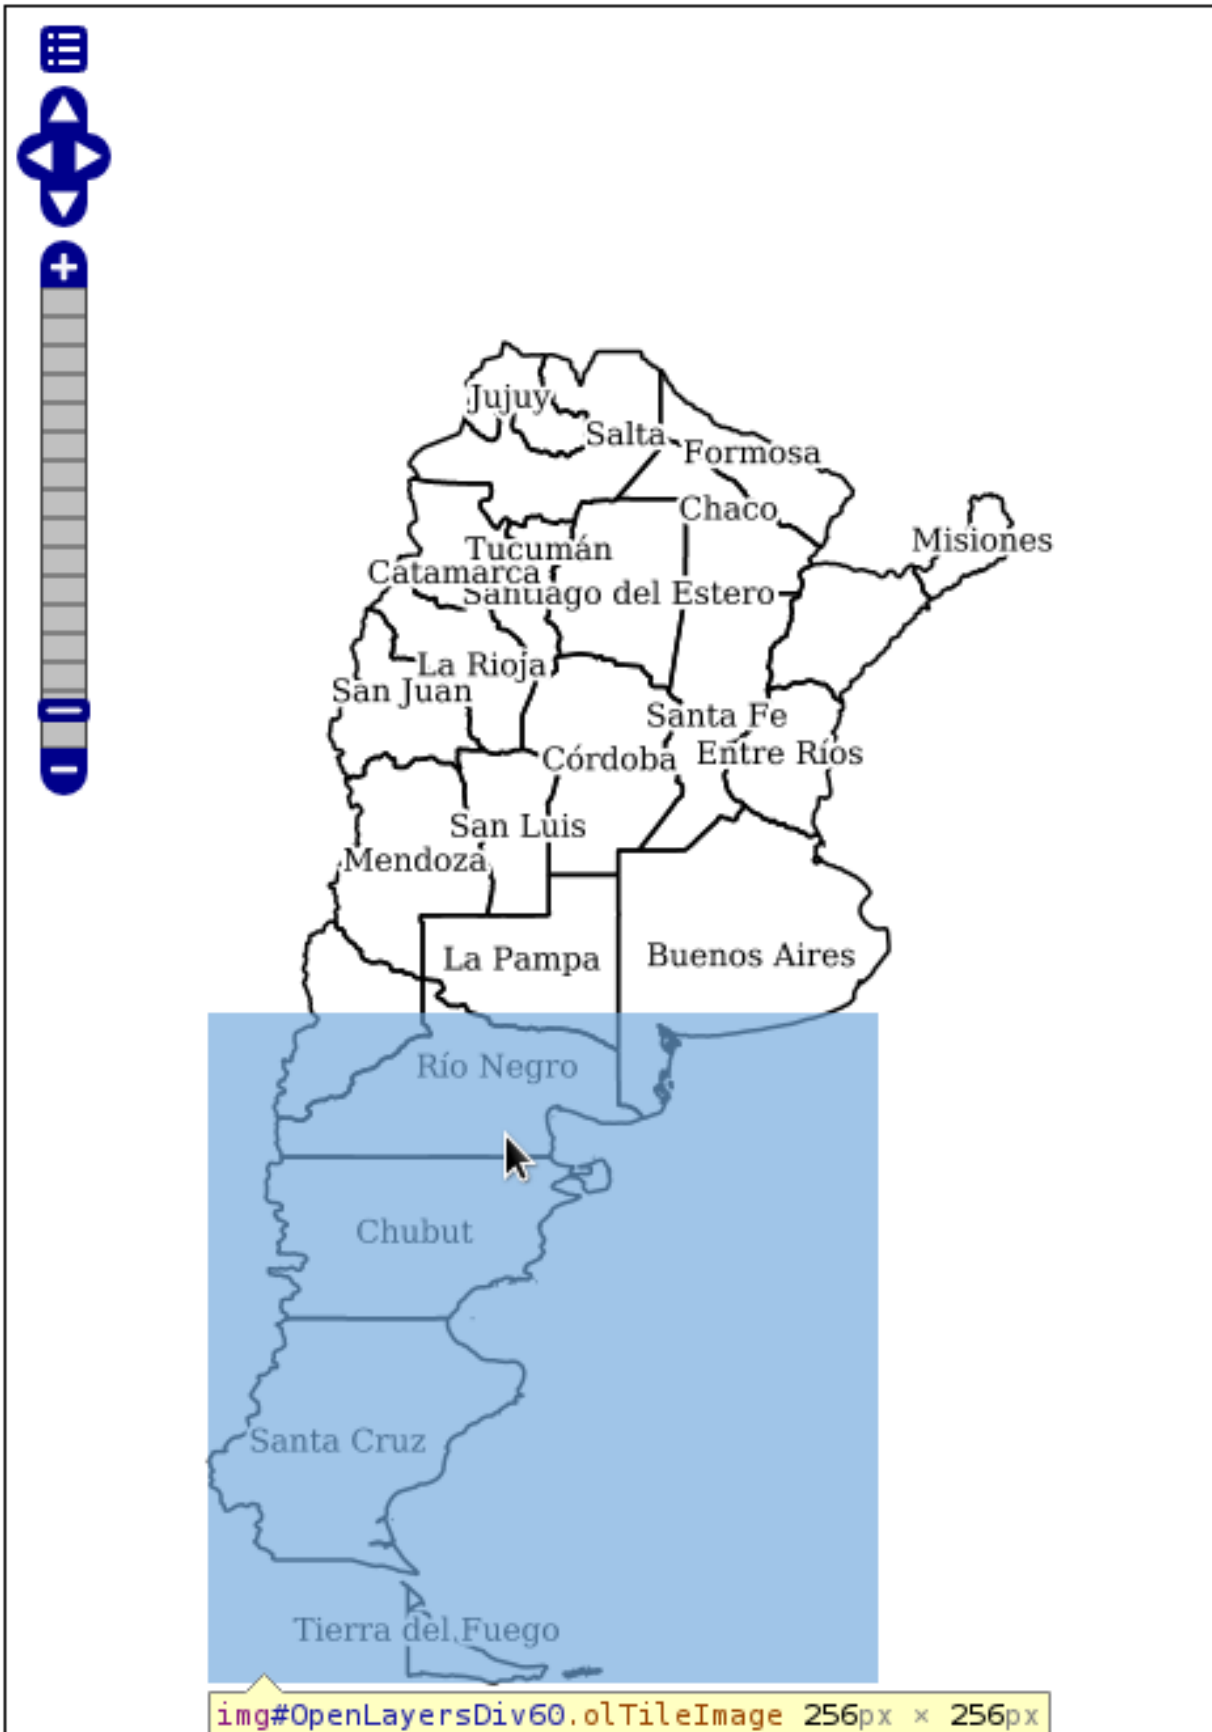 Jujuy
Salta
Formosa
Chaco
Misiones
Tucumán
Catamarca
Santiago del Estero
La Rioja
San Juan
Santa Fe
Entre Ríos
Córdoba
San Luis
Mendoza
La Pampa
Buenos Aires
Río Negro
Chubut
Santa Cruz
Tierra del Fuego
img#OpenLayersDiv60.olTileImage 256px × 256px